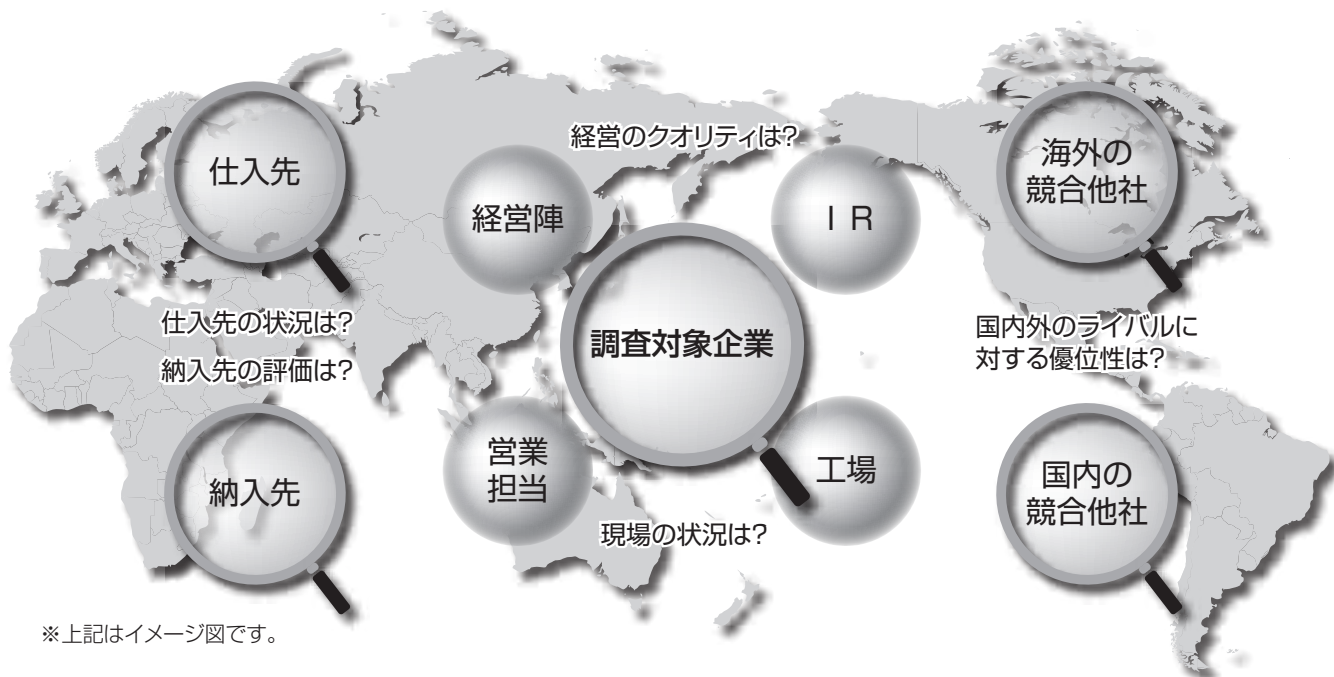 経営のクオリティは?
仕入先
経営陣
I R
海外の
競合他社
仕入先の状況は?
納入先の評価は?
調査対象企業
国内外のライバルに
対する優位性は?
納入先
営業
担当
工場
国内の
競合他社
現場の状況は?
※上記はイメージ図です。